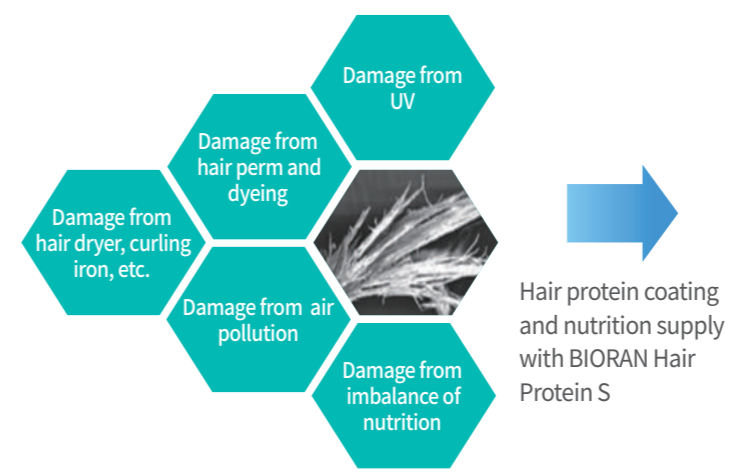 Damage from
UV
Damage from
hair perm and
dyeing
Damage from
hair dryer, curling
iron, etc.
Damage from air
pollution
Damage from
imbalance of
nutrition
Hair protein coating
and nutrition supply
with BIORAN Hair
Protein S